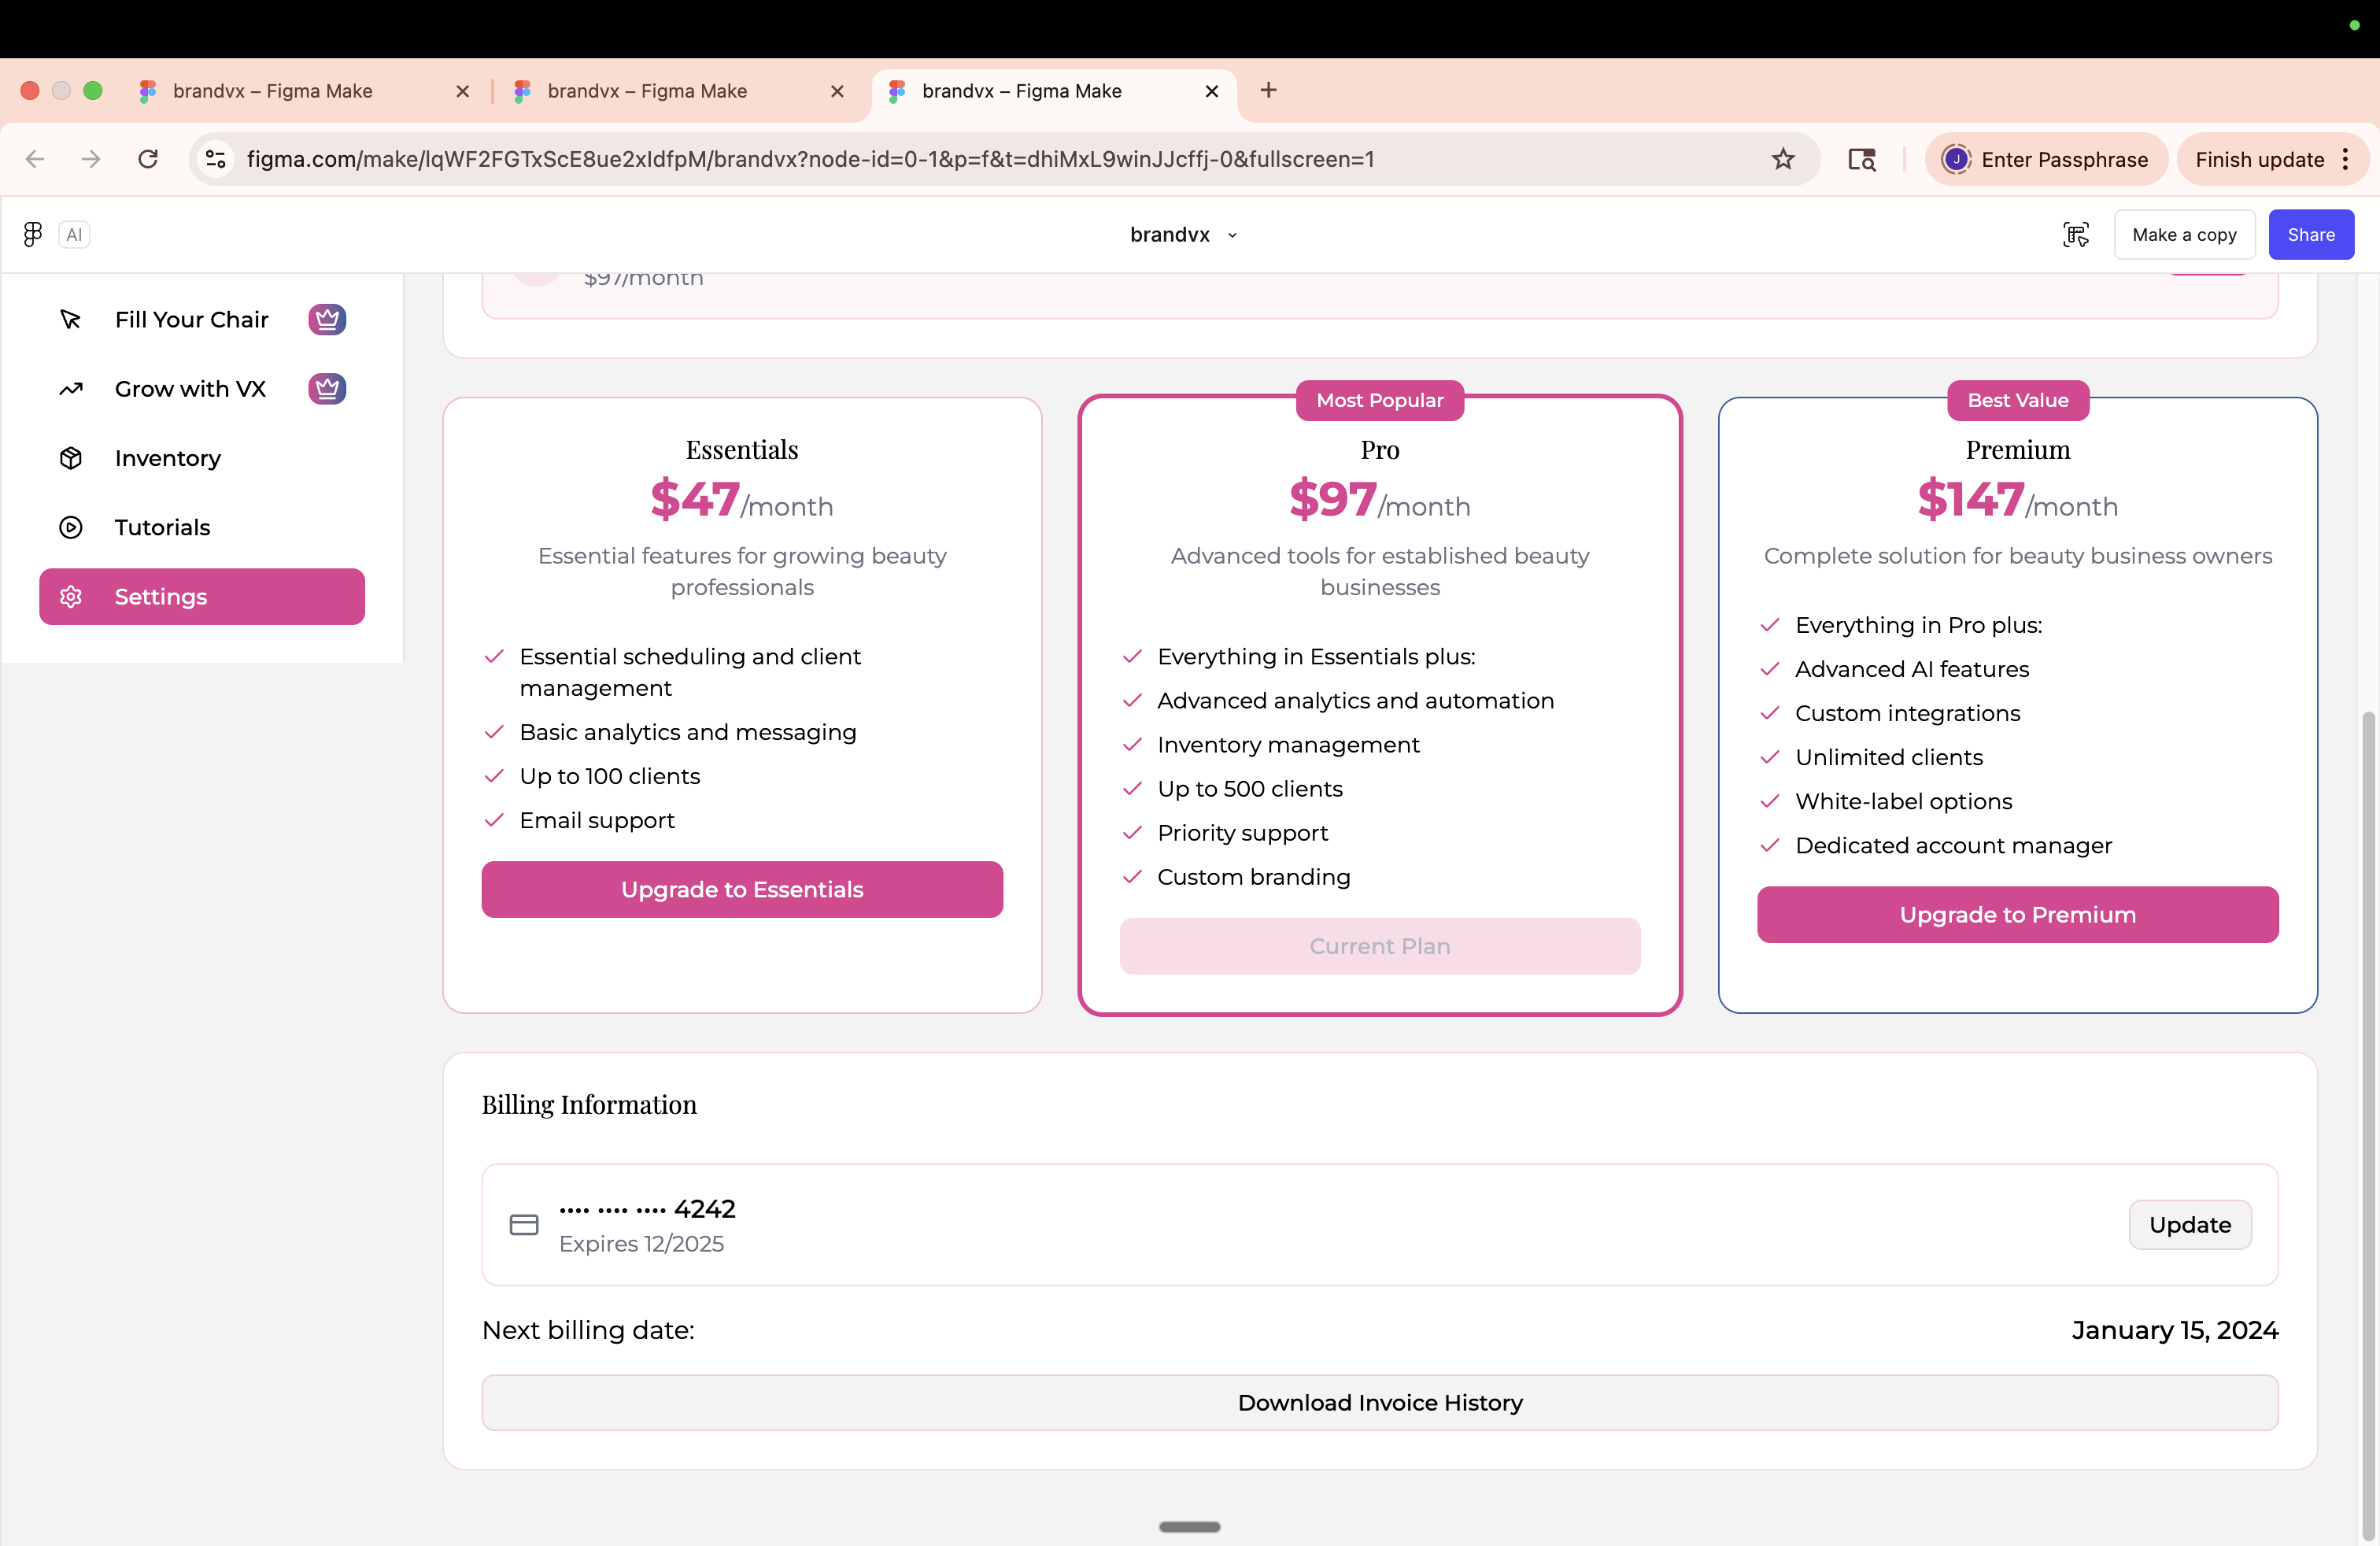 brandvx – Figma Make
brandvx – Figma Make
brandvx – Figma Make
figma.com/make/lqWF2FGTxScE8ue2xIdfpM/brandvx?node-id=0-1&p=f&t=dhiMxL9winJJcffj-0&fullscreen=1
J
Enter Passphrase
Finish update
AI
brandvx
Make a copy
Share
$97/month
Fill Your Chair
Grow with VX
Inventory
Tutorials
Settings
Essentials
$47/month
Essential features for growing beauty
professionals
Essential scheduling and client
management
Basic analytics and messaging
Up to 100 clients
Email support
Upgrade to Essentials
Most Popular
Pro
$97/month
Advanced tools for established beauty
businesses
Everything in Essentials plus:
Advanced analytics and automation
Inventory management
Up to 500 clients
Priority support
Custom branding
Current Plan
Best Value
Premium
$147/month
Complete solution for beauty business owners
Everything in Pro plus:
Advanced AI features
Custom integrations
Unlimited clients
White-label options
Dedicated account manager
Upgrade to Premium
Billing Information
•••• •••• •••• 4242
Expires 12/2025
Update
Next billing date:
January 15, 2024
Download Invoice History